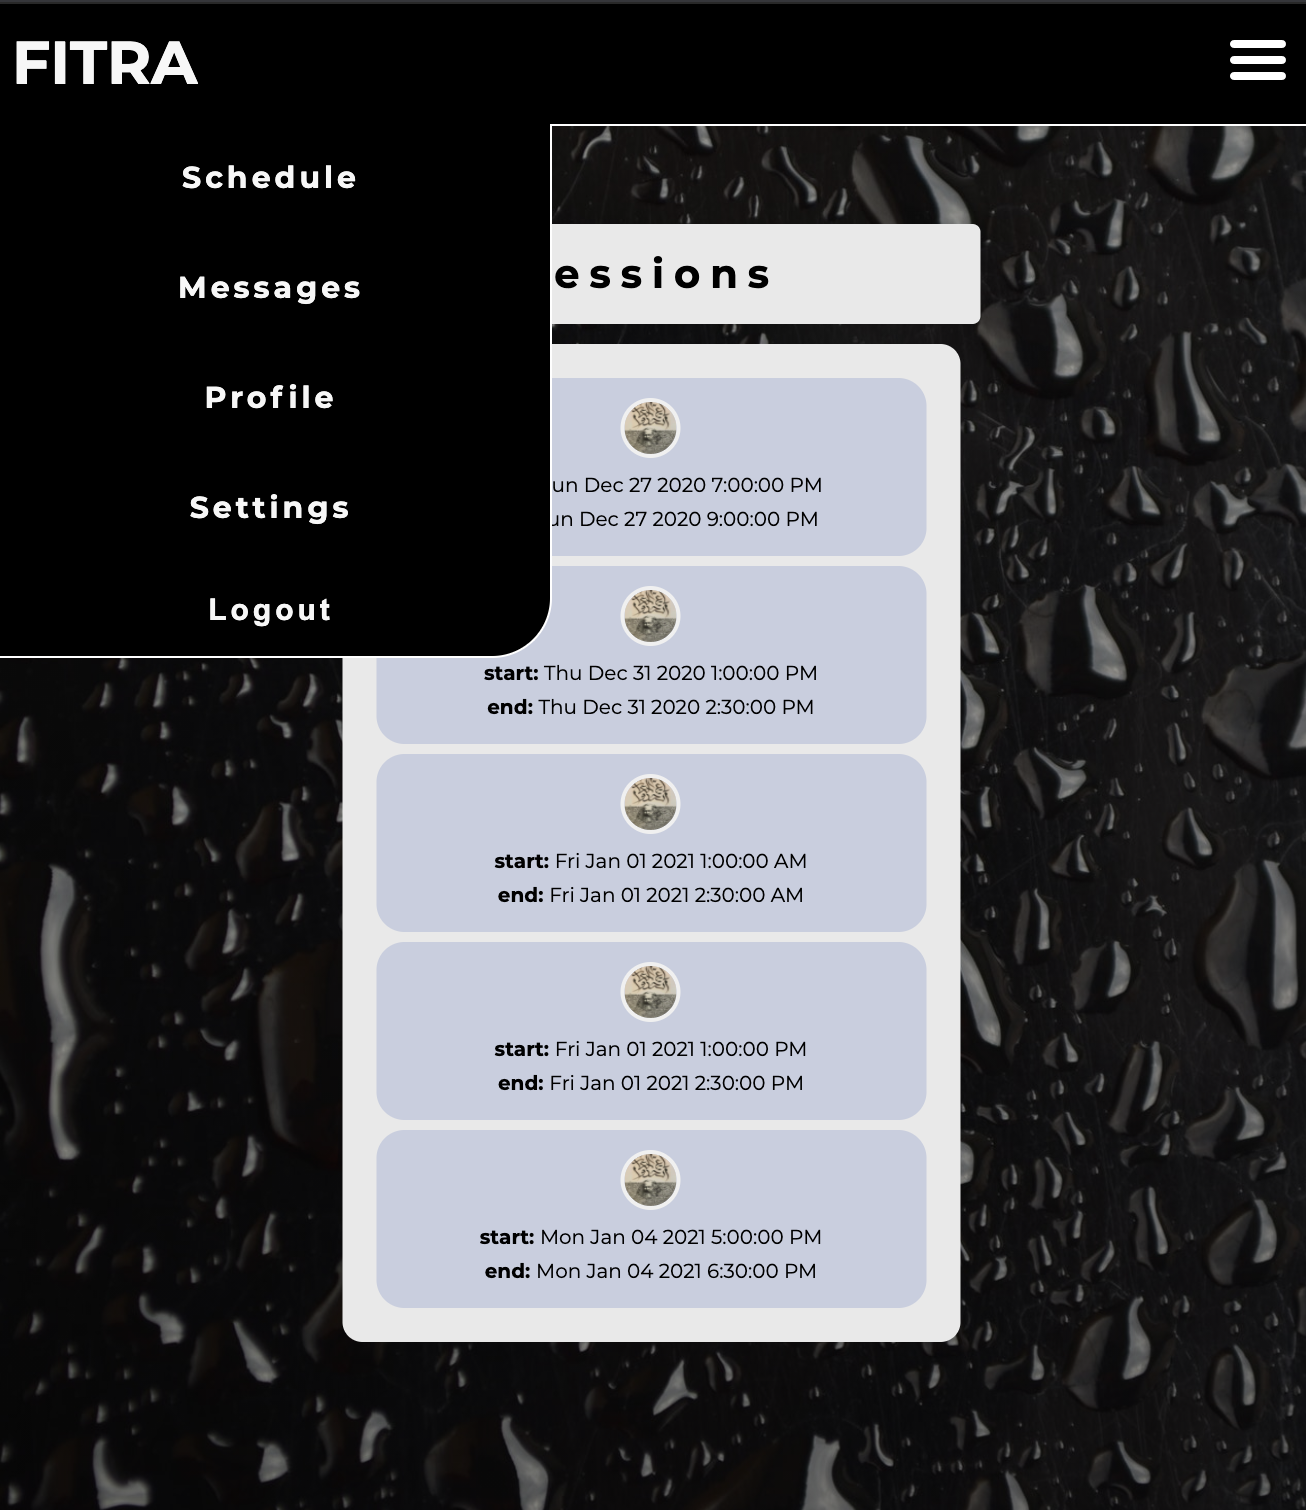 FITRA
Schedule
Messages
Profile
Settings
Logout
essions
un Dec 27 2020 7:00:00 PM
un Dec 27 2020 9:00:00 PM
start: Thu Dec 31 2020 1:00:00 PM
end: Thu Dec 31 2020 2:30:00 PM
start: Fri Jan 01 2021 1:00:00 AM
end: Fri Jan 01 2021 2:30:00 AM
start: Fri Jan 01 2021 1:00:00 PM
end: Fri Jan 01 2021 2:30:00 PM
start: Mon Jan 04 2021 5:00:00 PM
end: Mon Jan 04 2021 6:30:00 PM